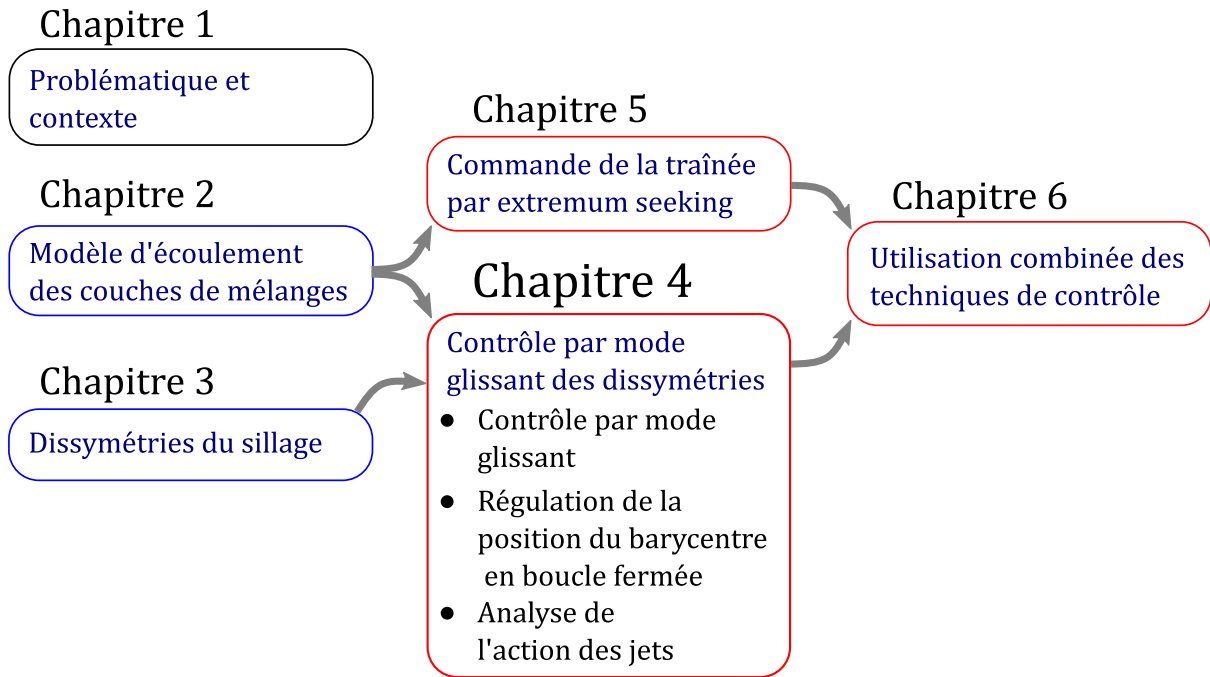 Chapitre 1
Problématique et
contexte
Chapitre 2
Modèle d'écoulement
des couches de mélanges
Chapitre 3
Dissymétries du sillage
Chapitre 5
Commande de la traînée
par extremum seeking
Chapitre 4
Contrôle par mode
glissant des dissymétries
● Contrôle par mode
glissant
● Régulation de la
position du barycentre
en boucle fermée
● Analyse de
l'action des jets
Chapitre 6
Utilisation combinée des
techniques de contrôle